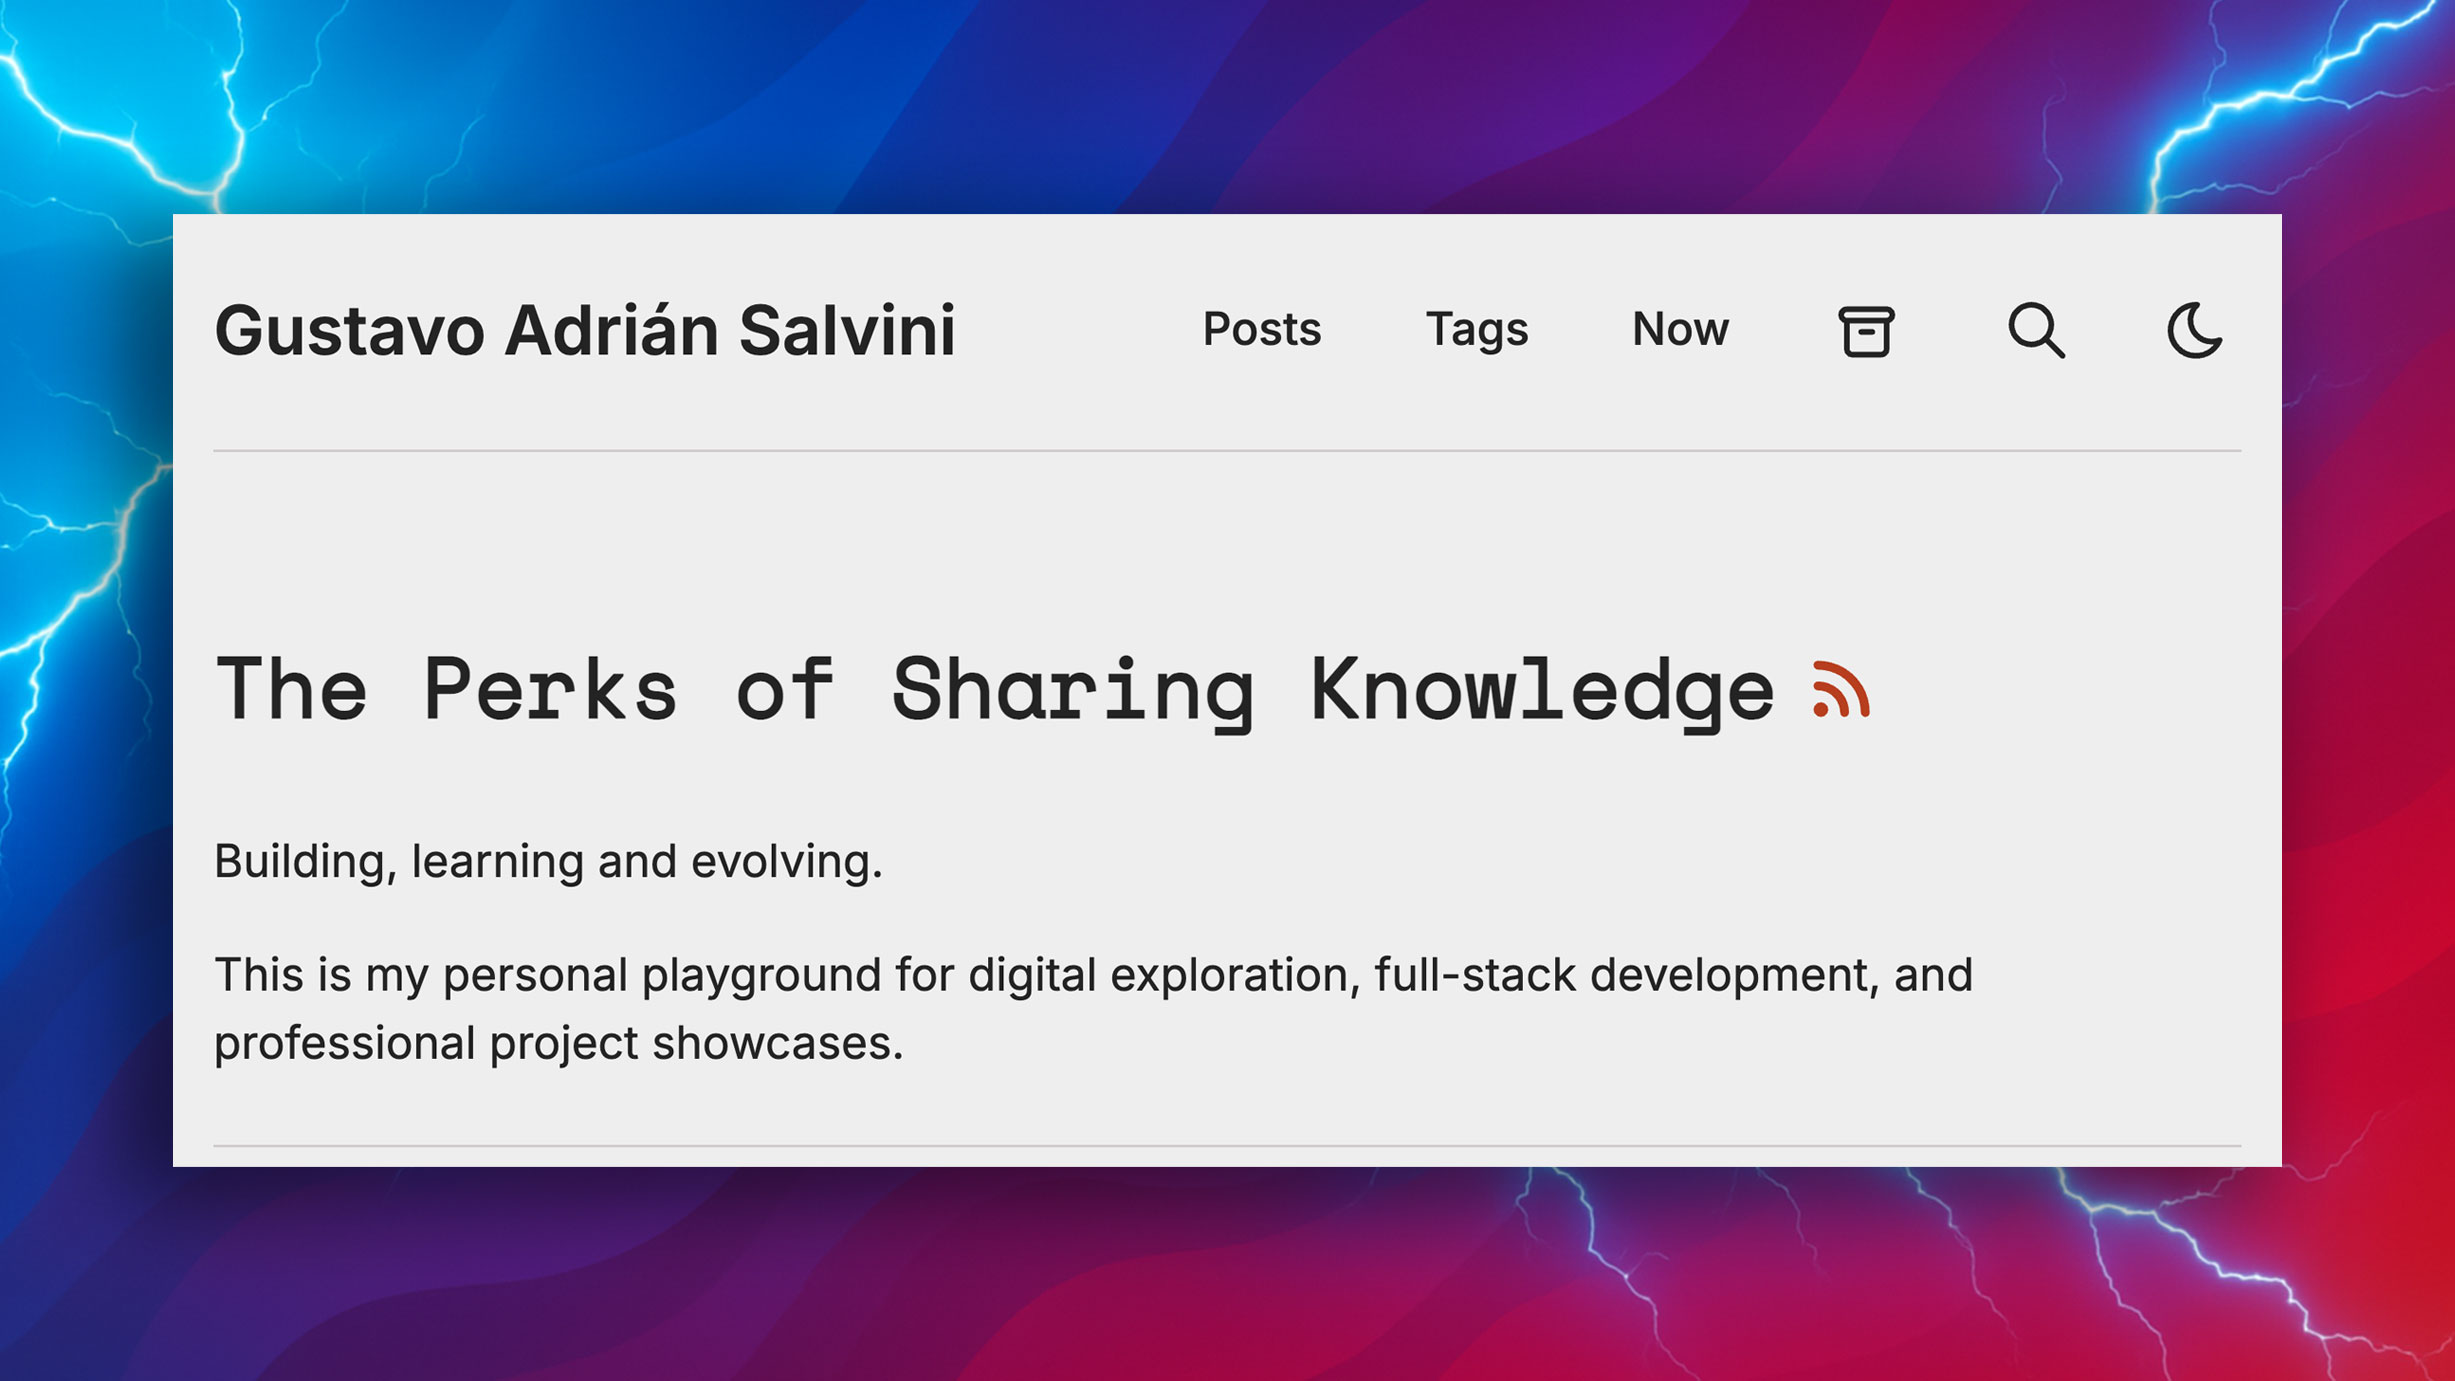 Gustavo Adrián Salvini
Posts
Tags
Now
The Perks of Sharing Knowledge
Building, learning and evolving.
This is my personal playground for digital exploration, full-stack development, and
professional project showcases.